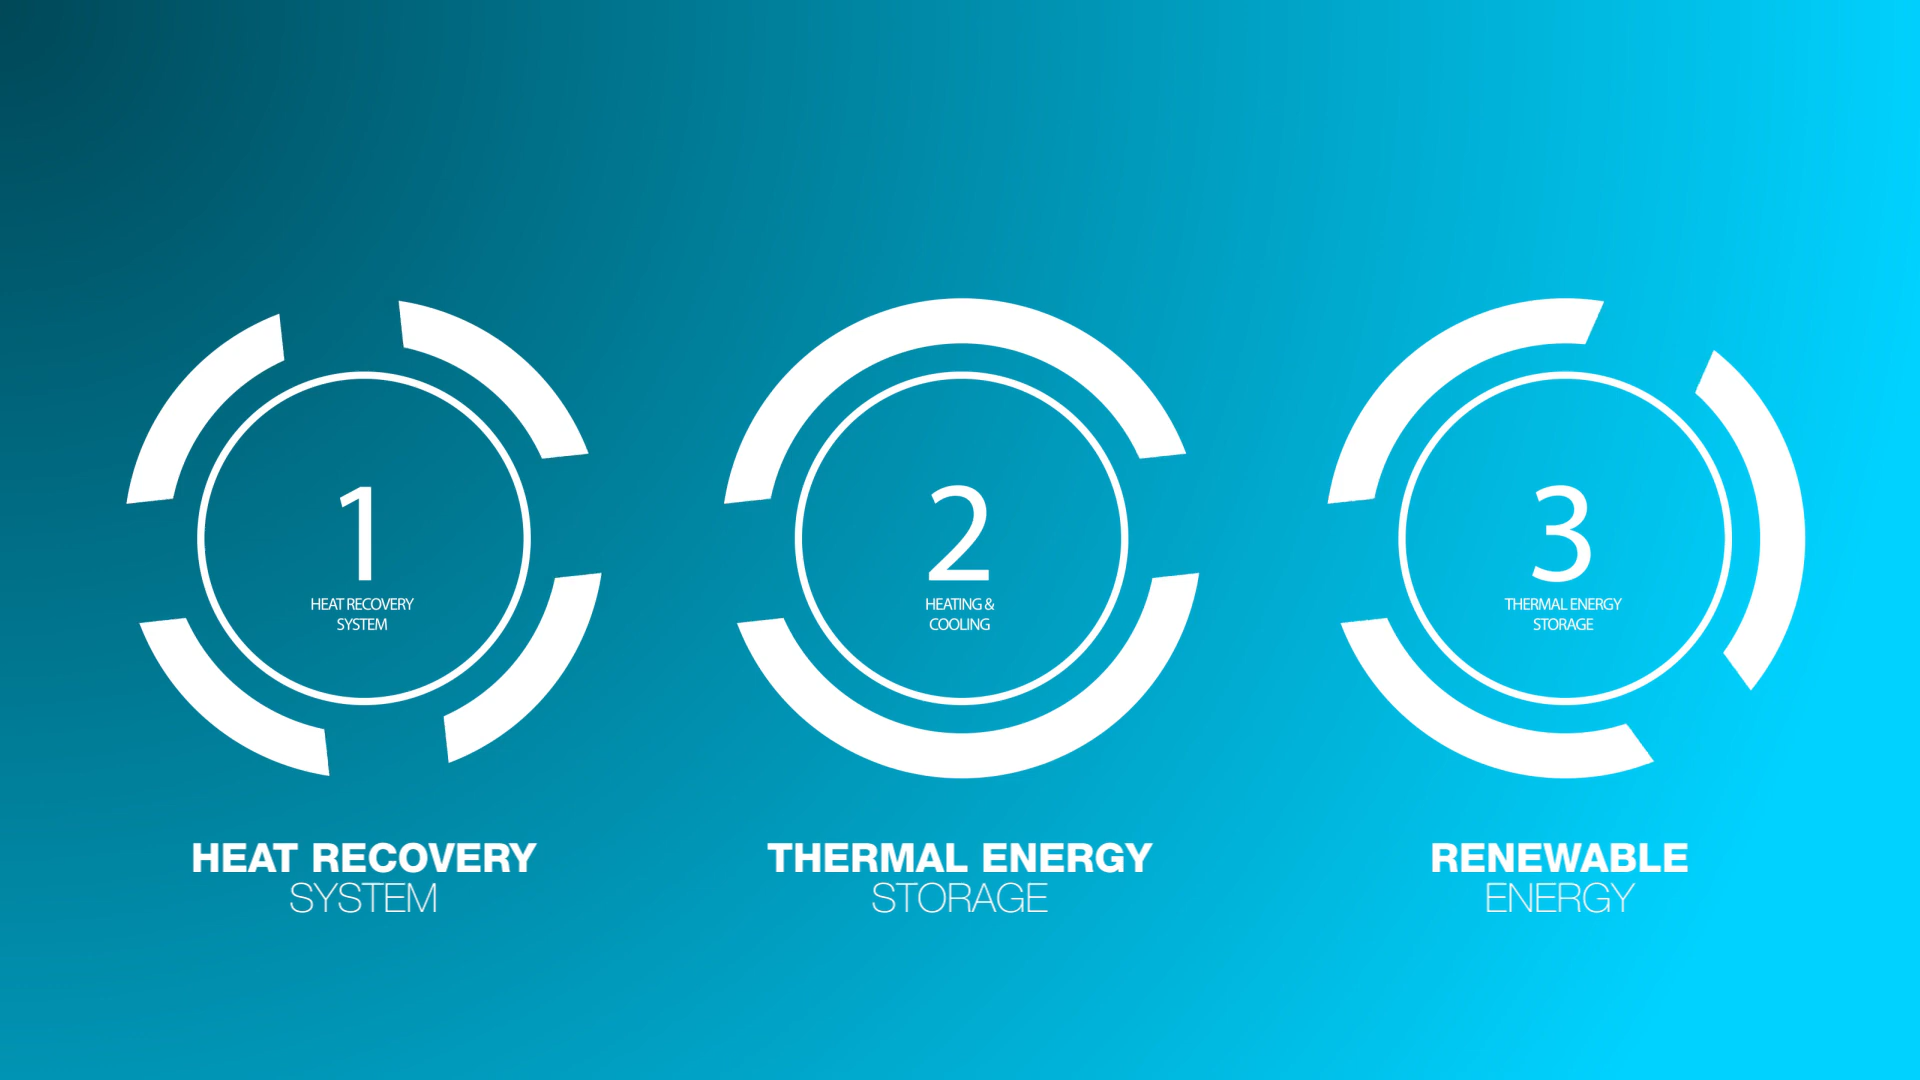 1
HEAT RECOVERY
SYSTEM
2
HEATING &
COOLING
3
THERMAL ENERGY
STORAGE
HEAT RECOVERY
SYSTEM
THERMAL ENERGY
STORAGE
RENEWABLE
ENERGY